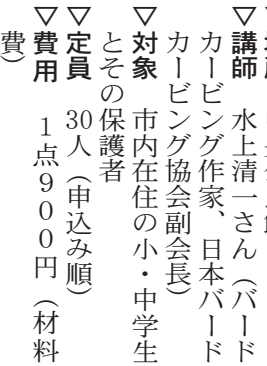 ▽講師　水上清一さん（バード
カービング作家、日本バード
カービング協会副会長）
▽対象　市内在住の小・中学生
とその保護者
▽定員　30人（申込み順）
▽費用　1点900円（材料
費）